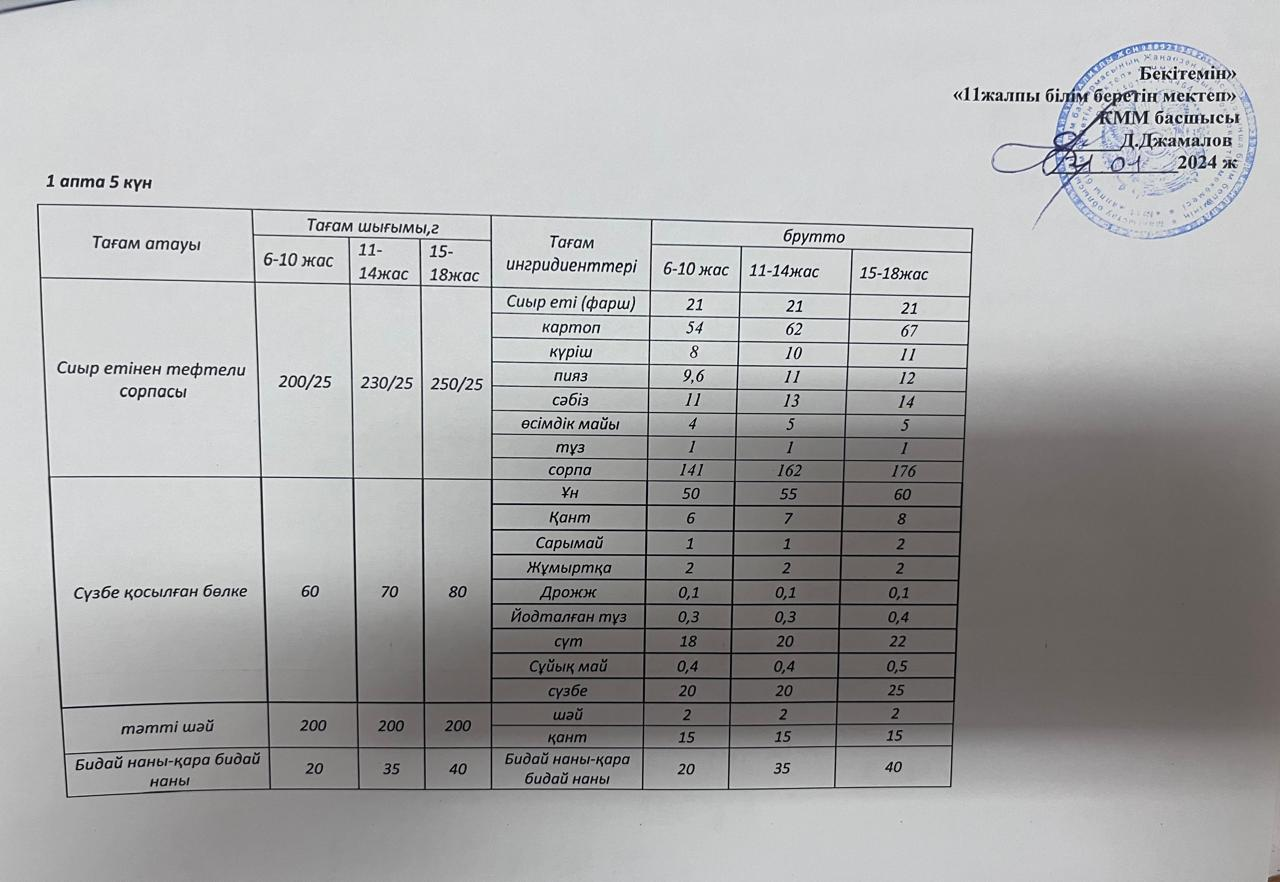 Бекітемін»
«11жалпы білім беретін мектеп»
КММ басшысы
Д.Джамалов
31 01 2024 ж
1 апта 5 күн
Тағам атауы | Тағам шығымы,г | Тағам ингридиенттері | брутто
6-10 жас | 11-14жас | 15-18жас | 6-10 жас | 11-14жас | 15-18жас
Сиыр етінен тефтели сорпасы | 200/25 | 230/25 | 250/25 | Сиыр еті (фарш) | 21 | 21 | 21
картоп | 54 | 62 | 67
күріш | 8 | 10 | 11
пияз | 9,6 | 11 | 12
сәбіз | 11 | 13 | 14
өсімдік майы | 4 | 5 | 5
тұз | 1 | 1 | 1
сорпа | 141 | 162 | 176
Сүзбе қосылған бөлке | 60 | 70 | 80 | Ұн | 50 | 55 | 60
Қант | 6 | 7 | 8
Сарымай | 1 | 1 | 2
Жұмыртқа | 2 | 2 | 2
Дрожж | 0,1 | 0,1 | 0,1
Йодталған тұз | 0,3 | 0,3 | 0,4
сүт | 18 | 20 | 22
Сұйық май | 0,4 | 0,4 | 0,5
сүзбе | 20 | 20 | 25
тәтті шәй | 200 | 200 | 200 | шәй | 2 | 2 | 2
қант | 15 | 15 | 15
Бидай наны-қара бидай наны | 20 | 35 | 40 | Бидай наны-қара бидай наны | 20 | 35 | 40